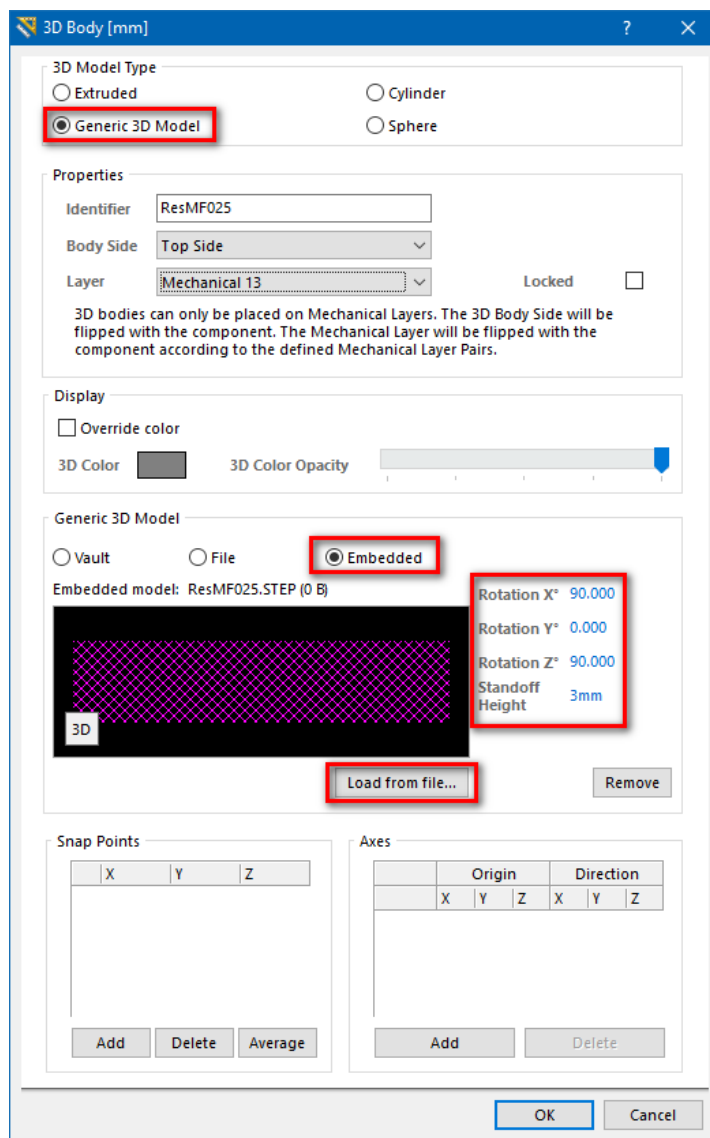 3D Body [mm]
?
3D Model Type
Extruded
Cylinder
Generic 3D Model
Sphere
Properties
Identifier ResMF025
Body Side Top Side
Layer Mechanical 13 Locked
3D bodies can only be placed on Mechanical Layers. The 3D Body Side will be
flipped with the component. The Mechanical Layer will be flipped with the
component according to the defined Mechanical Layer Pairs.
Display
Override color
3D Color 3D Color Opacity
Generic 3D Model
Vault File Embedded
Embedded model: ResMF025.STEP (0 B)
Rotation X° 90.000
Rotation Y° 0.000
Rotation Z° 90.000
Standoff
Height 3mm
3D
Load from file... Remove
Snap Points
X Y Z
Add Delete Average
Axes
Origin Direction
X Y Z X Y Z
Add Delete
OK Cancel